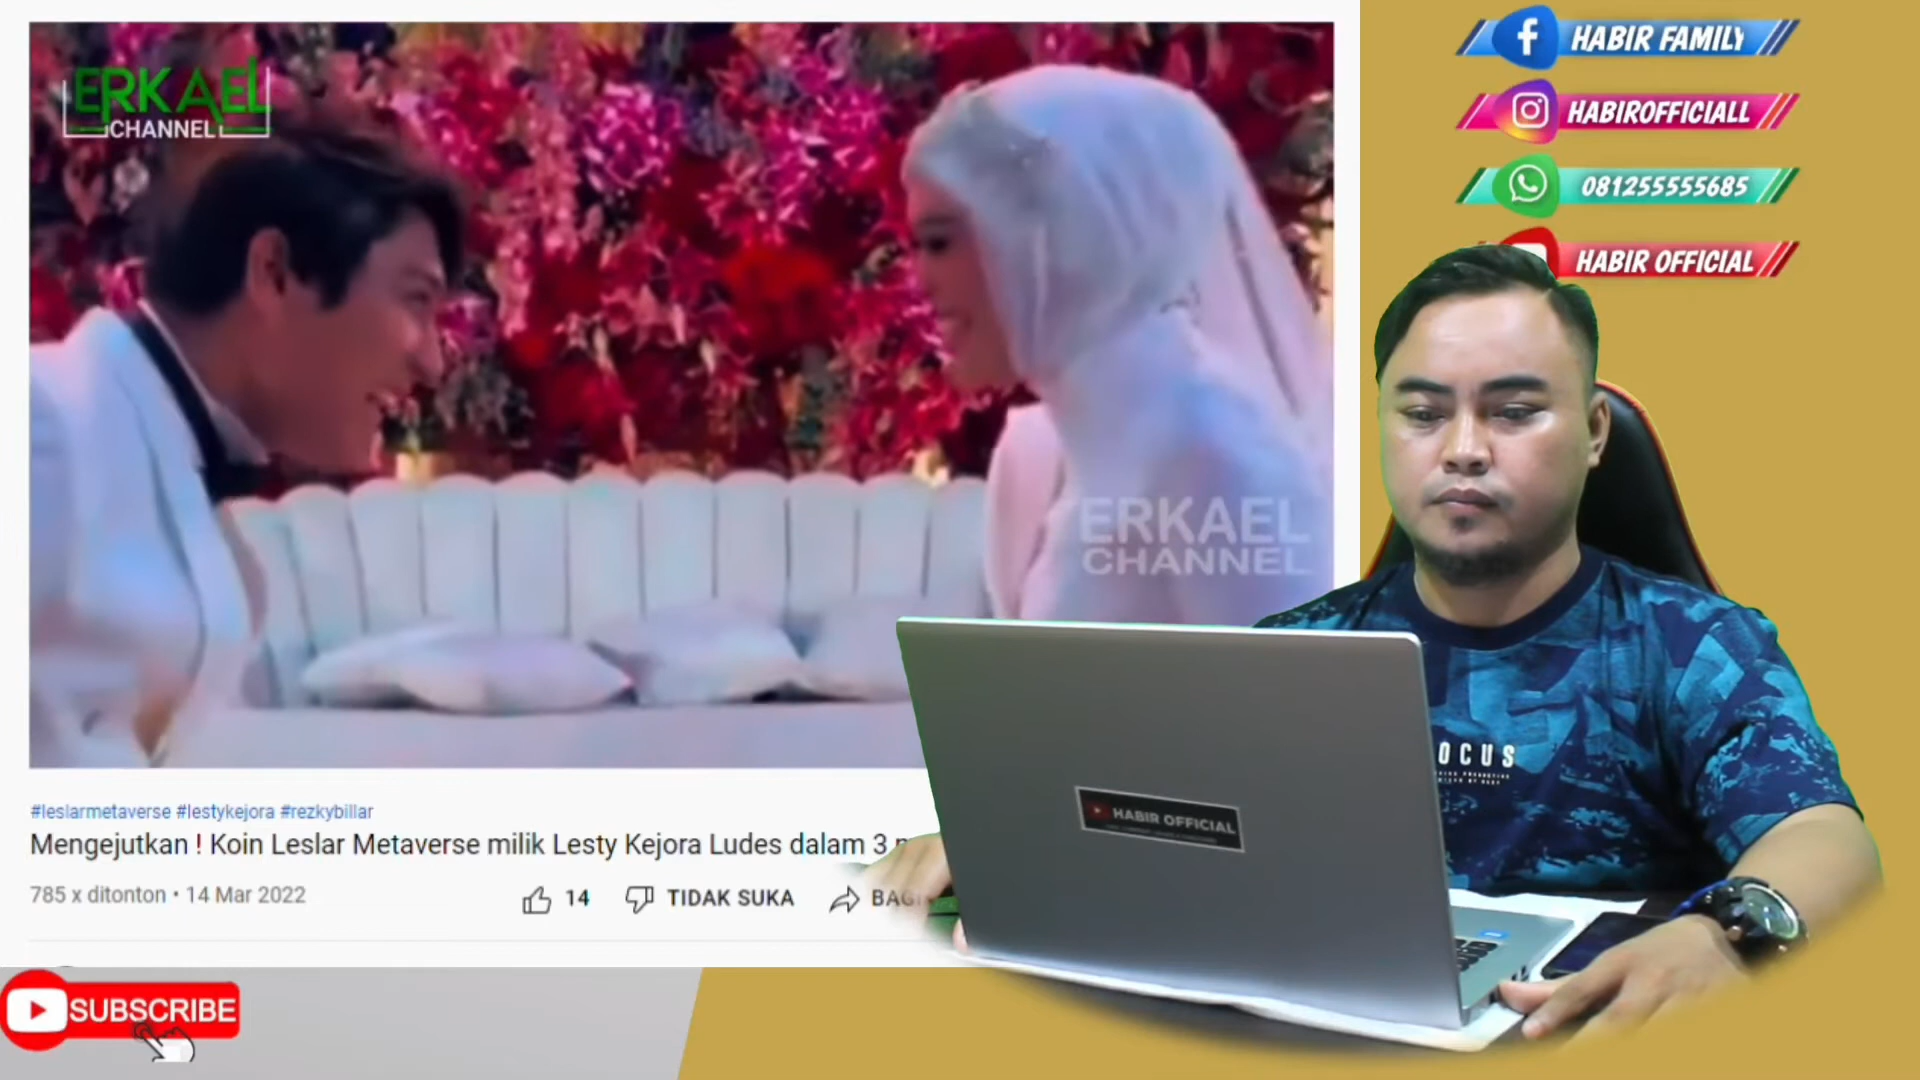 ERKAEL
CHANNEL
ERKAEL
CHANNEL
#leslarmetaverse #lestykejora #rezkybillar
Mengejutkan ! Koin Leslar Metaverse milik Lesty Kejora Ludes dalam 3
785 x ditonton • 14 Mar 2022
14
TIDAK SUKA
SUBSCRIBE
HABIR FAMILY
HABIROFFICIALL
081255555685
HABIR OFFICIAL
OCUS
HABIR OFFICIAL